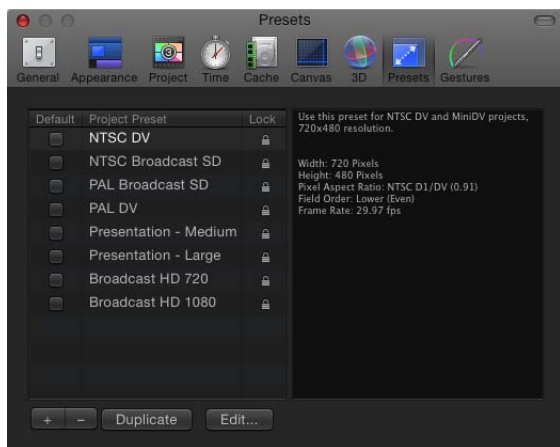 Presets
General Appearance Project Time Cache Canvas 3D Presets Gestures
Default Project Preset Lock
NTSC DV
NTSC Broadcast SD
PAL Broadcast SD
PAL DV
Presentation - Medium
Presentation - Large
Broadcast HD 720
Broadcast HD 1080
Use this preset for NTSC DV and MiniDV projects,
720x480 resolution.
Width: 720 Pixels
Height: 480 Pixels
Pixel Aspect Ratio: NTSC D1/DV (0.91)
Field Order: Lower (Even)
Frame Rate: 29.97 fps
+ − Duplicate Edit...